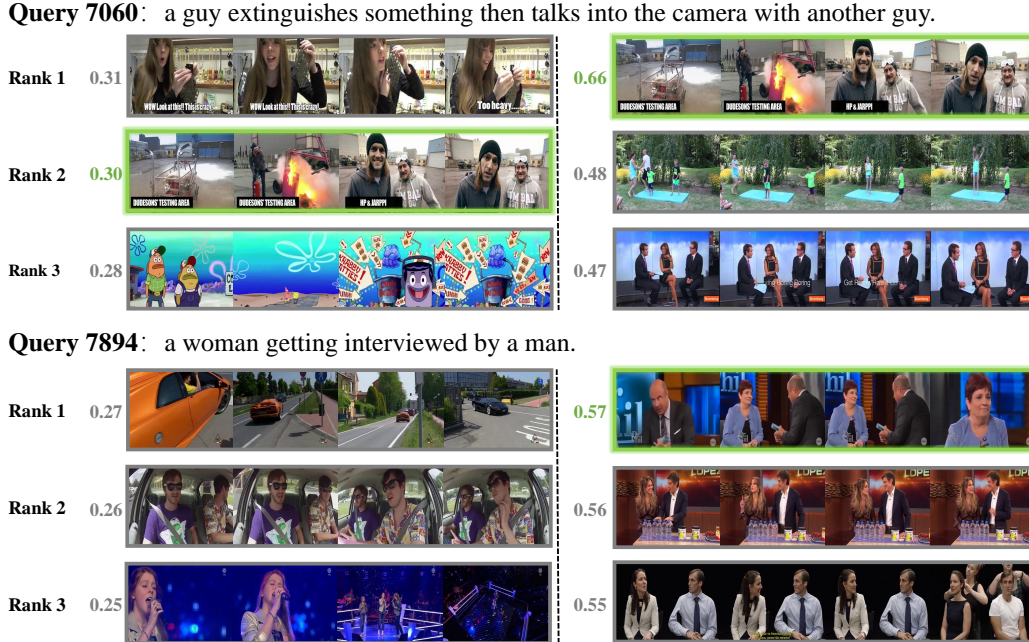 Query 7060: a guy extinguishes something then talks into the camera with another guy.
Rank 1 0.31 0.66
WOW Look at this!! This is crazy! WOW Look at this!! This is crazy! Too heavy......
DUDESONS' TESTING AREA DUDESONS' TESTING AREA HP & JARPPI
Rank 2 0.30 0.48
DUDESONS' TESTING AREA DUDESONS' TESTING AREA HP & JARPPI
Rank 3 0.28 0.47
Query 7894: a woman getting interviewed by a man.
Rank 1 0.27 0.57
hil
Rank 2 0.26 0.56
LOPEZ LOPE
Rank 3 0.25 0.55